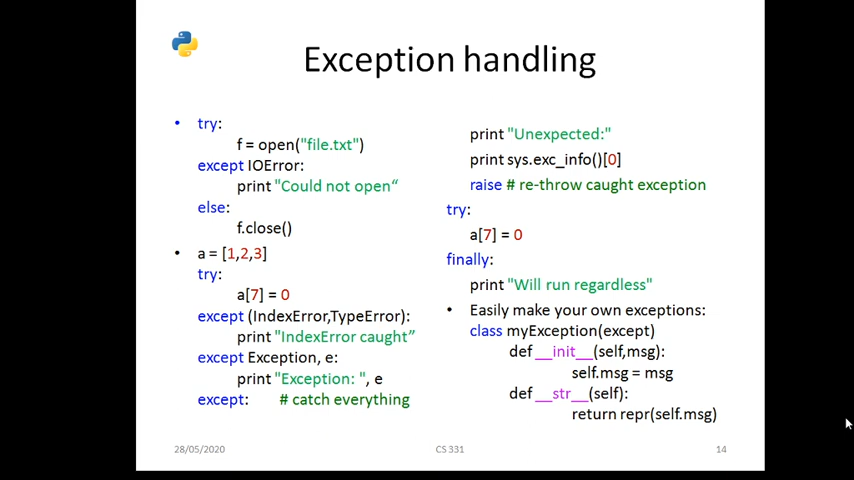 Exception handling
• try:
f = open("file.txt")
except IOError:
print "Could not open“
else:
f.close()
• a = [1,2,3]
try:
a[7] = 0
except (IndexError,TypeError):
print "IndexError caught”
except Exception, e:
print "Exception: ", e
except: # catch everything
print "Unexpected:"
print sys.exc_info()[0]
raise # re-throw caught exception
try:
a[7] = 0
finally:
print "Will run regardless"
• Easily make your own exceptions:
class myException(except)
def __init__(self,msg):
self.msg = msg
def __str__(self):
return repr(self.msg)
28/05/2020
CS 331
14